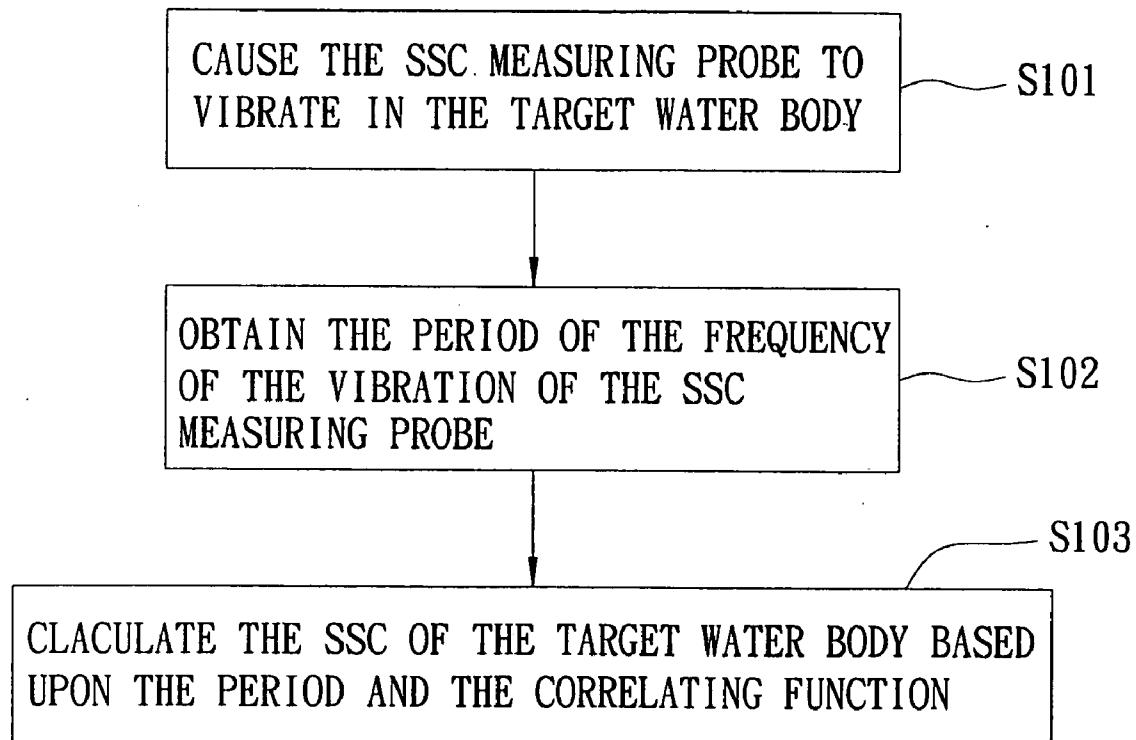 CAUSE THE SSC MEASURING PROBE TO
VIBRATE IN THE TARGET WATER BODY
S101
OBTAIN THE PERIOD OF THE FREQUENCY
OF THE VIBRATION OF THE SSC
MEASURING PROBE
S102
S103
CLACULATE THE SSC OF THE TARGET WATER BODY BASED
UPON THE PERIOD AND THE CORRELATING FUNCTION